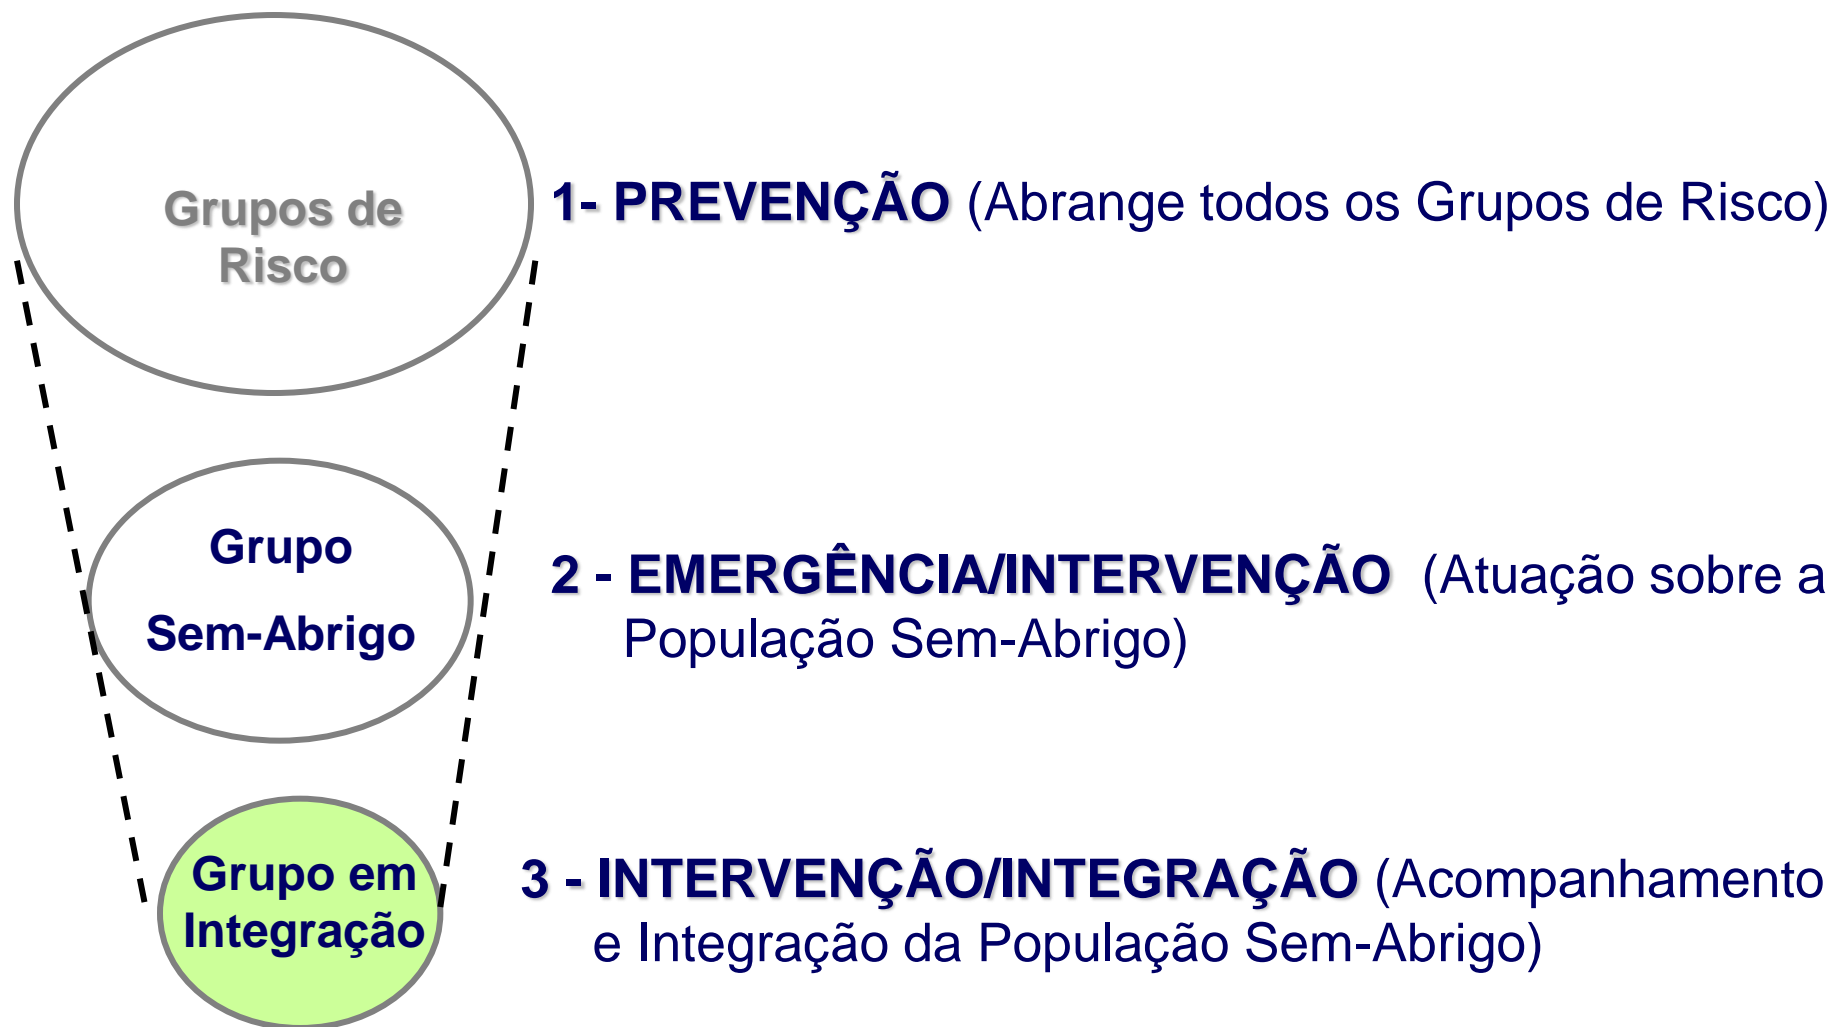 Grupos de
Risco
1- PREVENÇÃO (Abrange todos os Grupos de Risco)
Grupo
Sem-Abrigo
2 - EMERGÊNCIA/INTERVENÇÃO (Atuação sobre a
População Sem-Abrigo)
Grupo em
Integração
3 - INTERVENÇÃO/INTEGRAÇÃO (Acompanhamento
e Integração da População Sem-Abrigo)